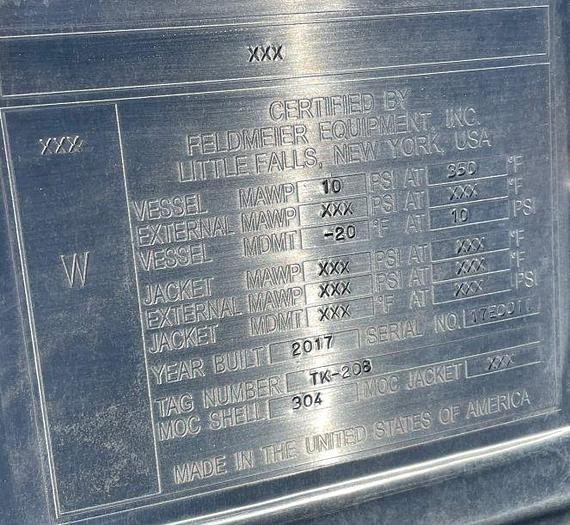 XXX
XXX
W
CERTIFIED BY
FELDMEIER EQUIPMENT, INC.
LITTLE FALLS, NEW YORK, USA
VESSEL MAWP 10 PSI AT 350 °F
EXTERNAL MAWP XXX PSI AT XXX °F
VESSEL MDMT -20 °F AT 10 PSI
JACKET MAWP XXX PSI AT XXX °F
EXTERNAL MAWP XXX PSI AT XXX °F
JACKET MDMT XXX °F AT XXX PSI
YEAR BUILT 2017 SERIAL NO.
TAG NUMBER TK-208
MOC SHELL 304 MOC JACKET XXX
MADE IN THE UNITED STATES OF AMERICA